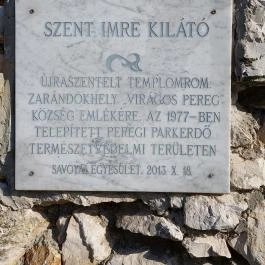 SZENT IMRE KILÁTÓ
ÚJRASZENTELT TEMPLOMROM
ZARÁNDOKHELY „VIRÁGOS PEREG”
KÖZSÉG EMLÉKÉRE, AZ 1977-BEN
TELEPÍTETT PEREGI PARKERDŐ
TERMÉSZETVÉDELMI TERÜLETEN
SAVOYAI EGYESÜLET, 2013. X. 18.